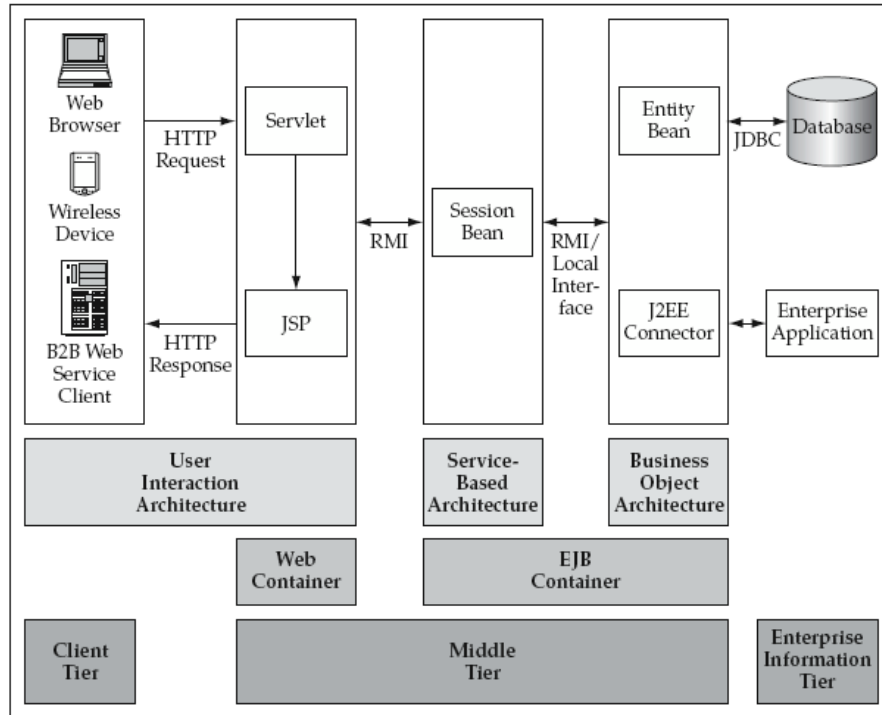 Web
Browser
Wireless
Device
B2B Web
Service
Client
HTTP
Request
HTTP
Response
Servlet
JSP
RMI
Session
Bean
RMI/
Local
Inter-
face
Entity
Bean
J2EE
Connector
JDBC
Database
Enterprise
Application
User
Interaction
Architecture
Service-
Based
Architecture
Business
Object
Architecture
Web
Container
EJB
Container
Client
Tier
Middle
Tier
Enterprise
Information
Tier